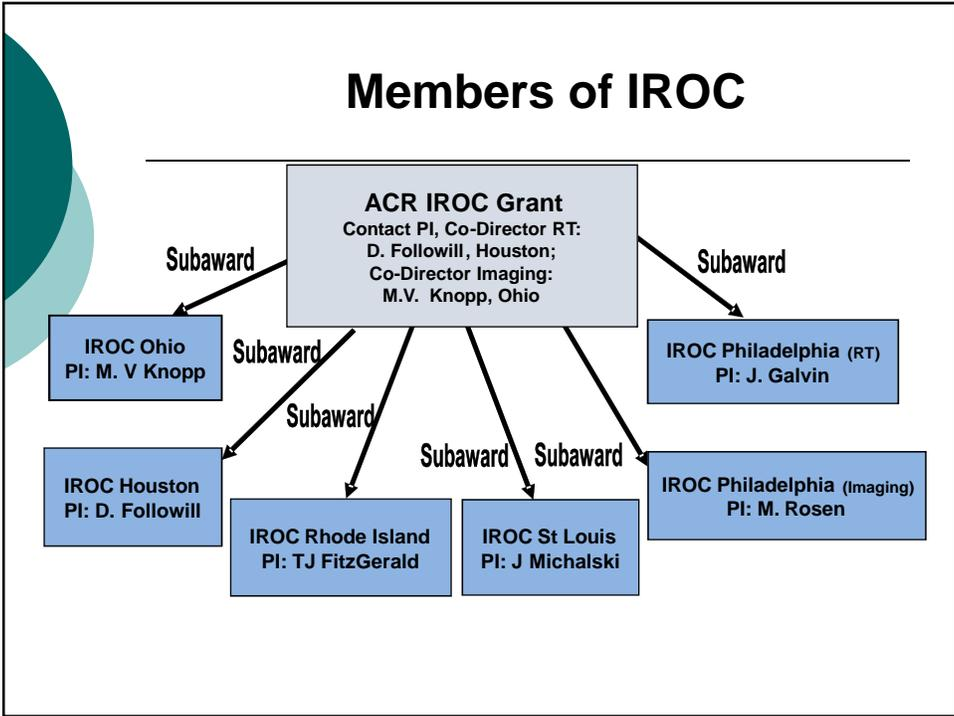 Members of IROC
ACR IROC Grant
Contact PI, Co-Director RT:
D. Followill, Houston;
Co-Director Imaging:
M.V. Knopp, Ohio
Subaward
Subaward
IROC Ohio
PI: M. V Knopp
Subaward
IROC Philadelphia (RT)
PI: J. Galvin
Subaward
Subaward
Subaward
IROC Houston
PI: D. Followill
IROC Philadelphia (Imaging)
PI: M. Rosen
IROC Rhode Island
PI: TJ FitzGerald
IROC St Louis
PI: J Michalski